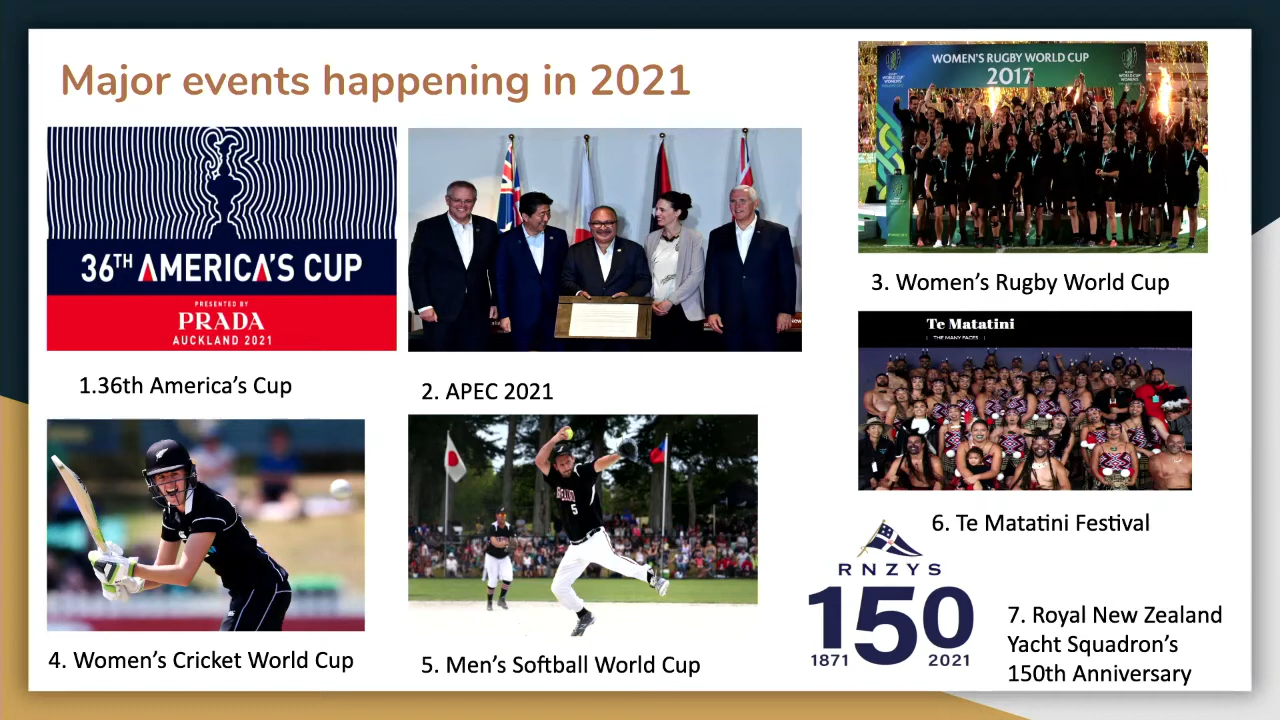 Major events happening in 2021
36TH AMERICA'S CUP
PRESENTED BY
PRADA
AUCKLAND 2021
1.36th America's Cup
2. APEC 2021
WOMEN'S RUGBY WORLD CUP
2017
3. Women's Rugby World Cup
4. Women's Cricket World Cup
5
5. Men's Softball World Cup
Te Matatini
THE MANY FACES
6. Te Matatini Festival
RNZYS
150
1871 2021
7. Royal New Zealand
Yacht Squadron's
150th Anniversary